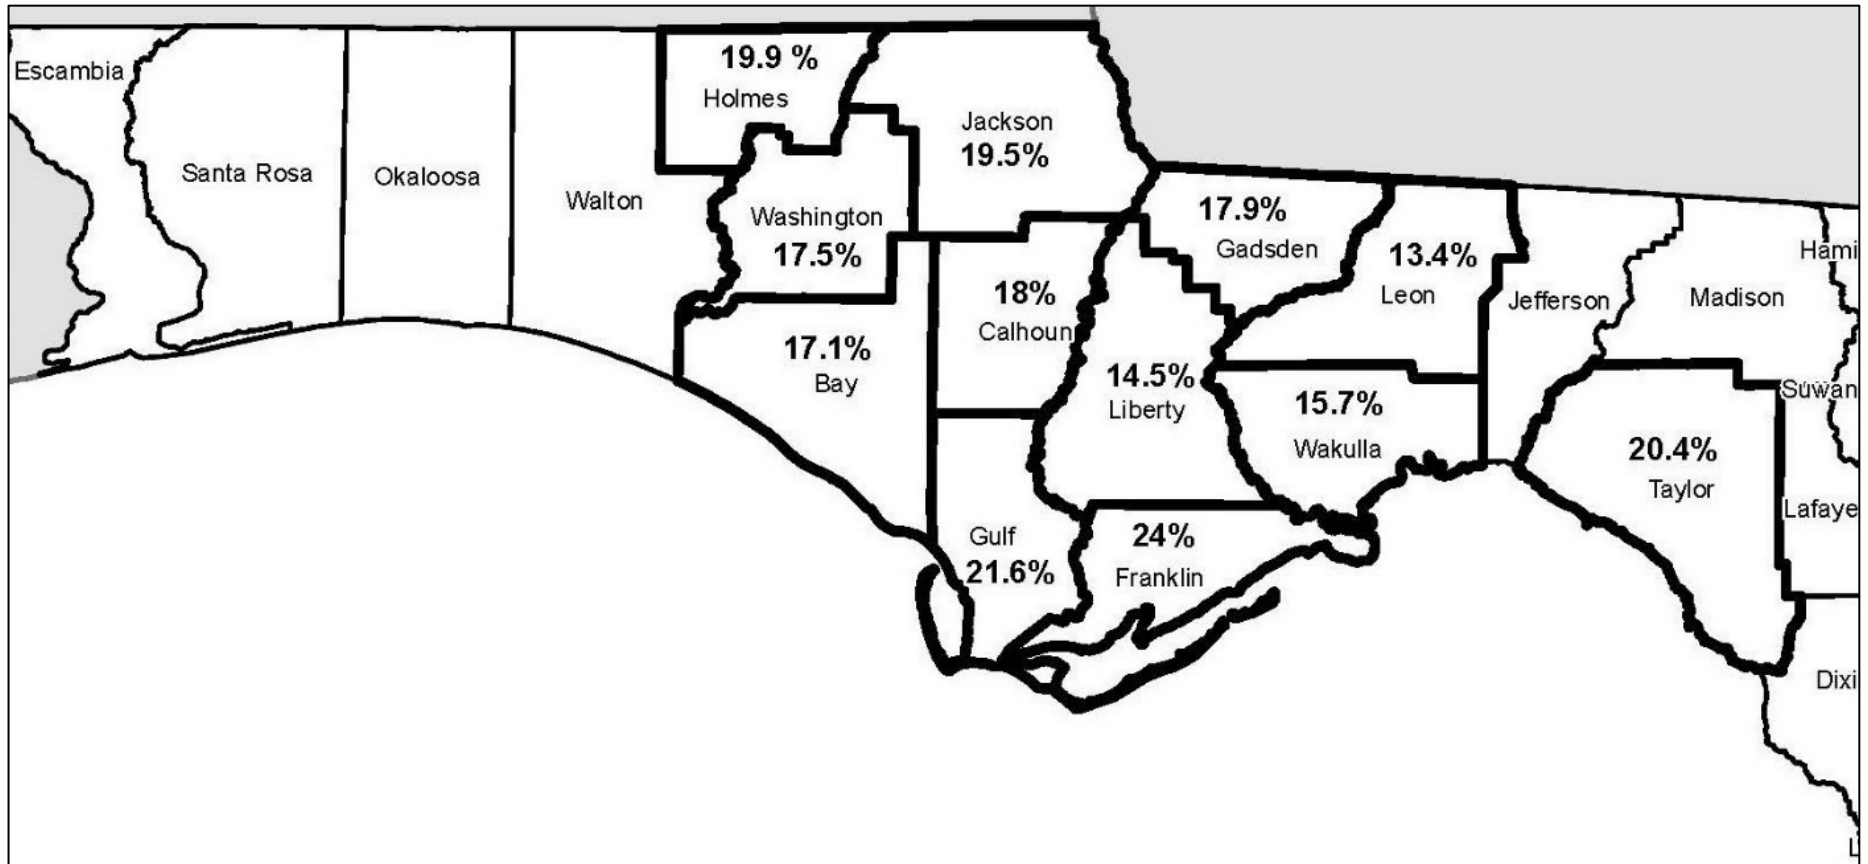 Escambia
Santa Rosa
Okaloosa
Walton
19.9 %
Holmes
Jackson
19.5%
Washington
17.5%
17.1%
Bay
18%
Calhoun
Gulf
21.6%
17.9%
Gadsden
14.5%
Liberty
24%
Franklin
13.4%
Leon
15.7%
Wakulla
Jefferson
Madison
20.4%
Taylor
Hami
Suwan
Lafaye
Dixi
L